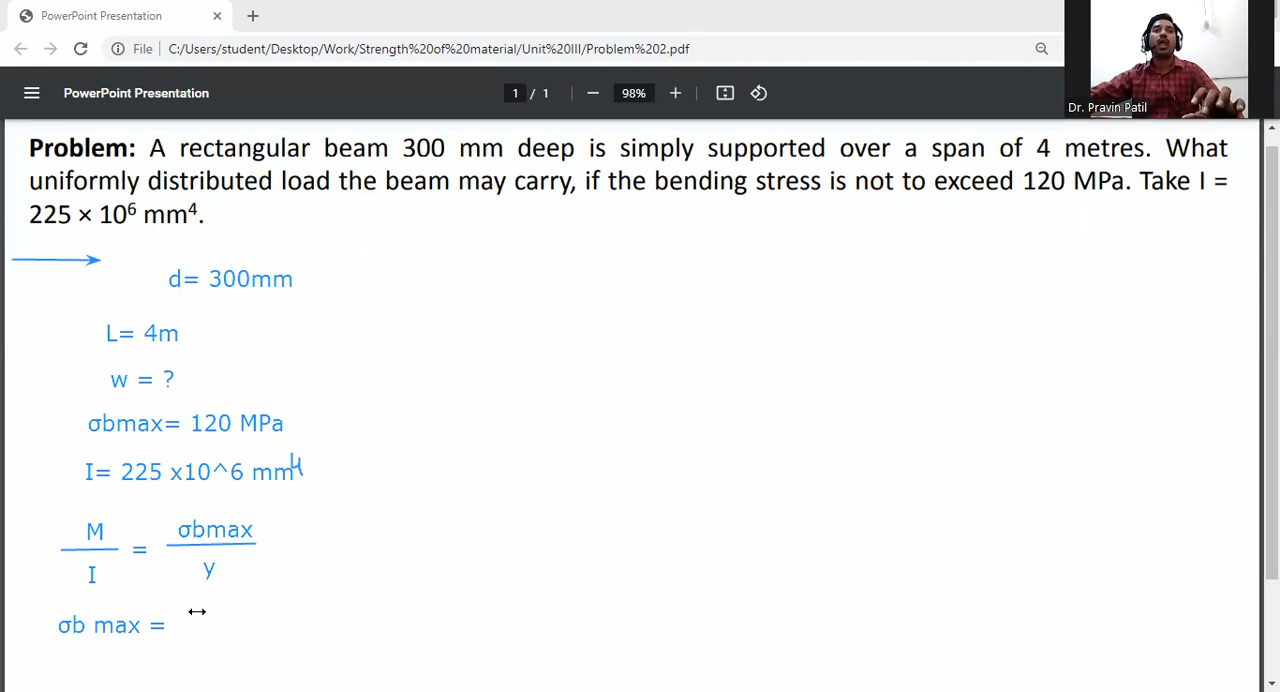 PowerPoint Presentation
File C:/Users/student/Desktop/Work/Strength%20of%20material/Unit%20III/Problem%202.pdf
PowerPoint Presentation 1 / 1 98%
Dr. Pravin Patil
Problem: A rectangular beam 300 mm deep is simply supported over a span of 4 metres. What
uniformly distributed load the beam may carry, if the bending stress is not to exceed 120 MPa. Take I =
225 × 10⁶ mm⁴.
d= 300mm
L= 4m
w = ?
σbmax= 120 MPa
I= 225 x10^6 mm4
M = σbmax
I y
σb max =